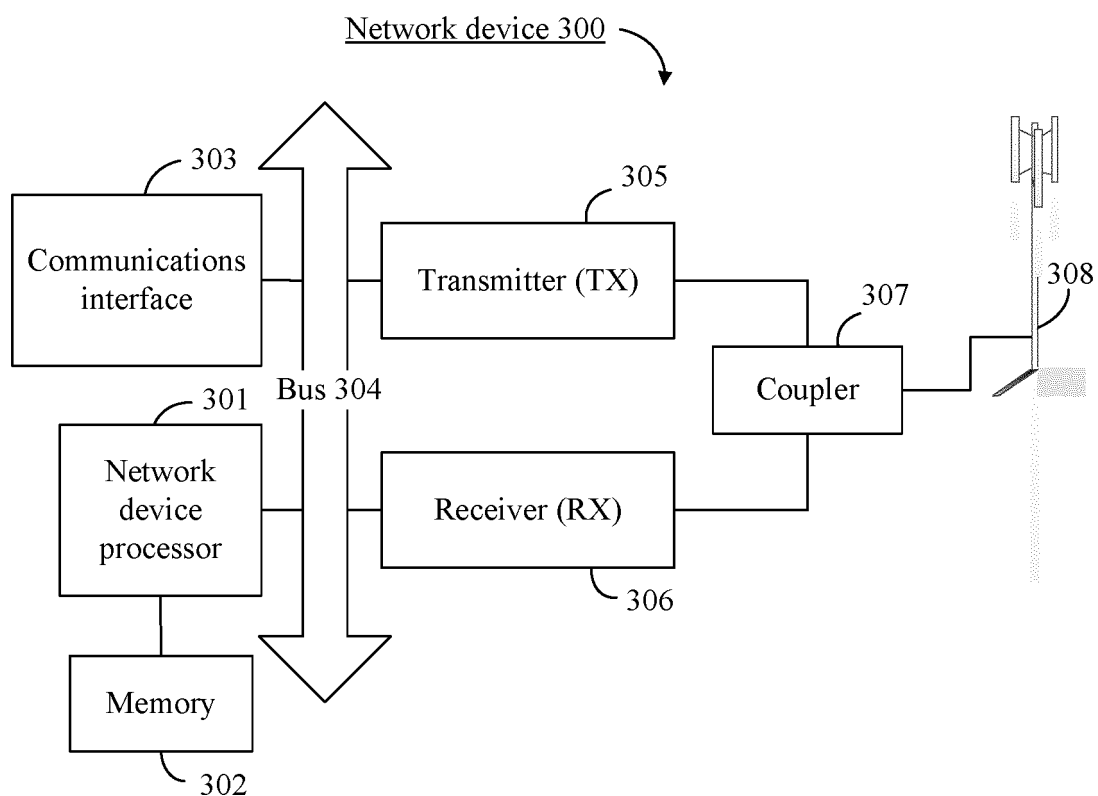 Network device 300
303
305
Communications
interface
Transmitter (TX)
307
308
Bus 304
Coupler
301
Network
device
processor
Receiver (RX)
306
Memory
302